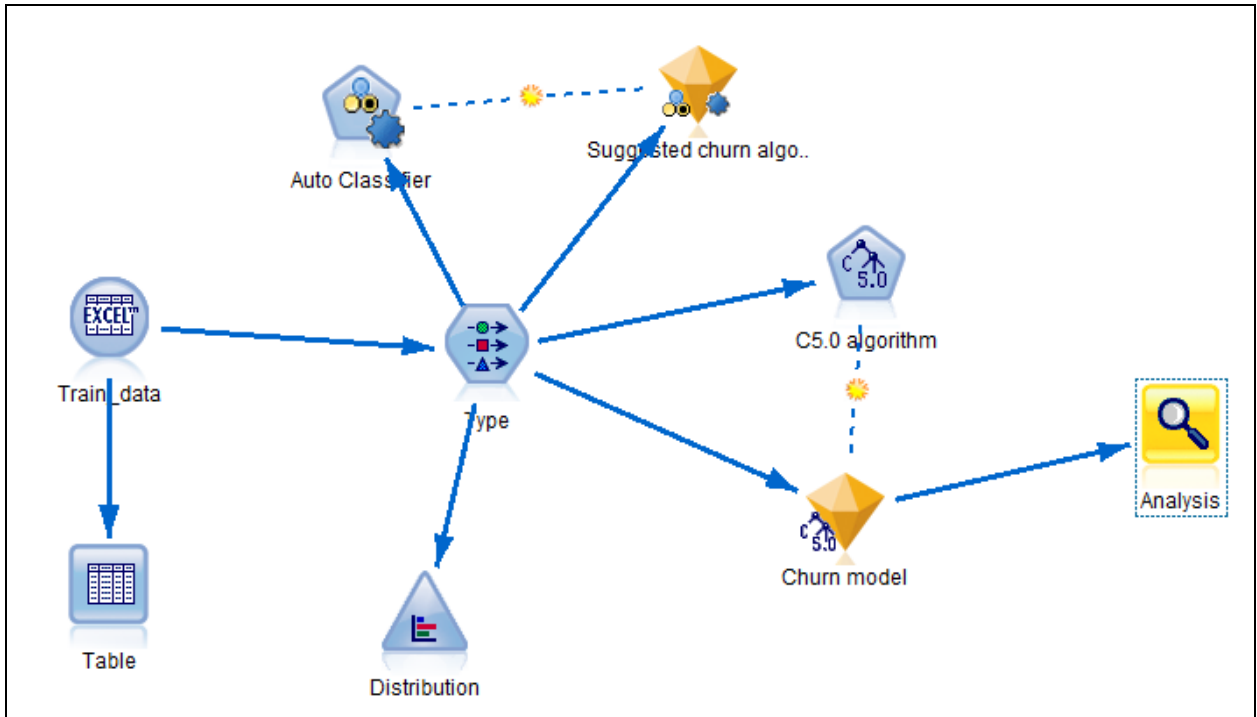 Suggested churn algo..
Auto Classifier
C 5.0
C5.0 algorithm
EXCEL™
Train_data
Type
Analysis
C 5.0
Churn model
Table
Distribution